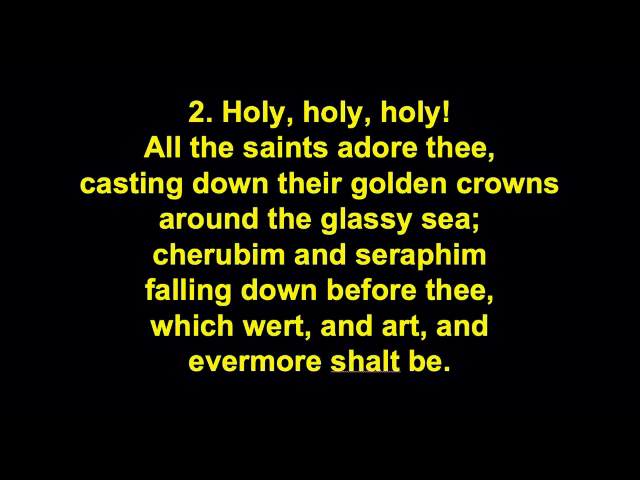 2. Holy, holy, holy!
All the saints adore thee,
casting down their golden crowns
around the glassy sea;
cherubim and seraphim
falling down before thee,
which wert, and art, and
evermore shalt be.